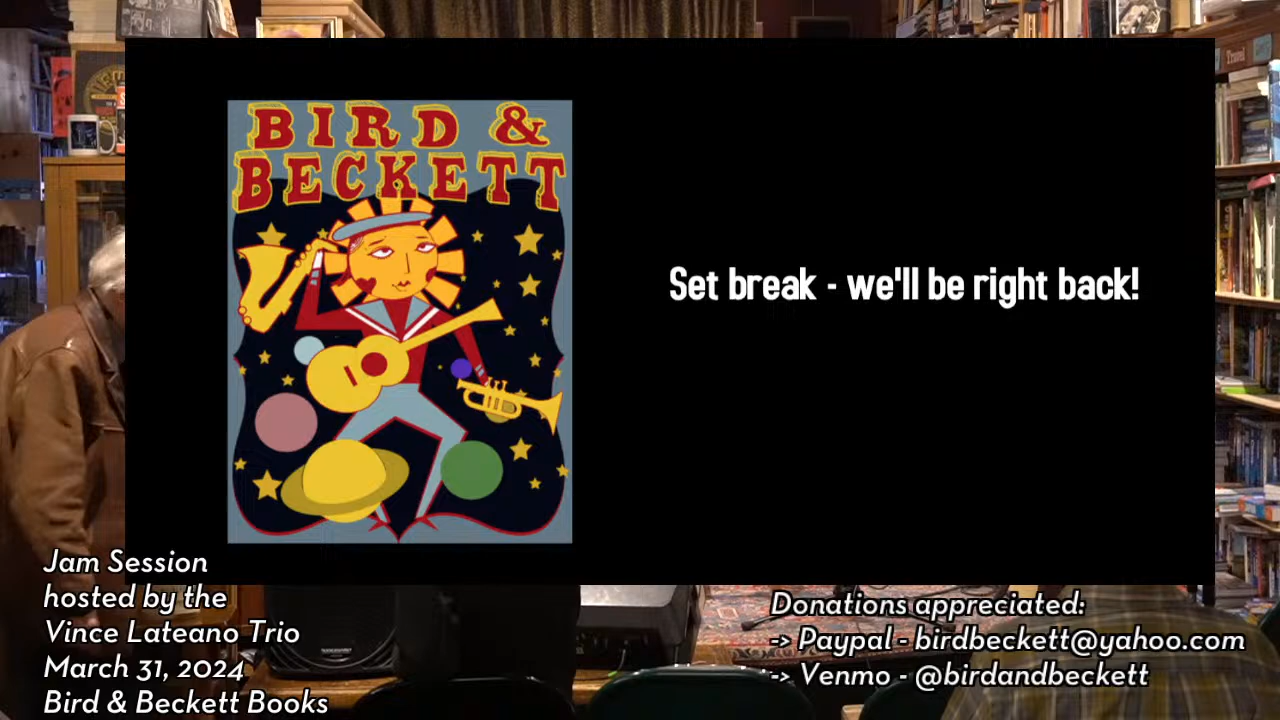 BIRD &
BECKETT
Set break - we'll be right back!
Travel
Jam Session
hosted by the
Vince Lateano Trio
March 31, 2024
Bird & Beckett Books
Donations appreciated:
-> Paypal - birdbeckett@yahoo.com
-> Venmo - @birdandbeckett